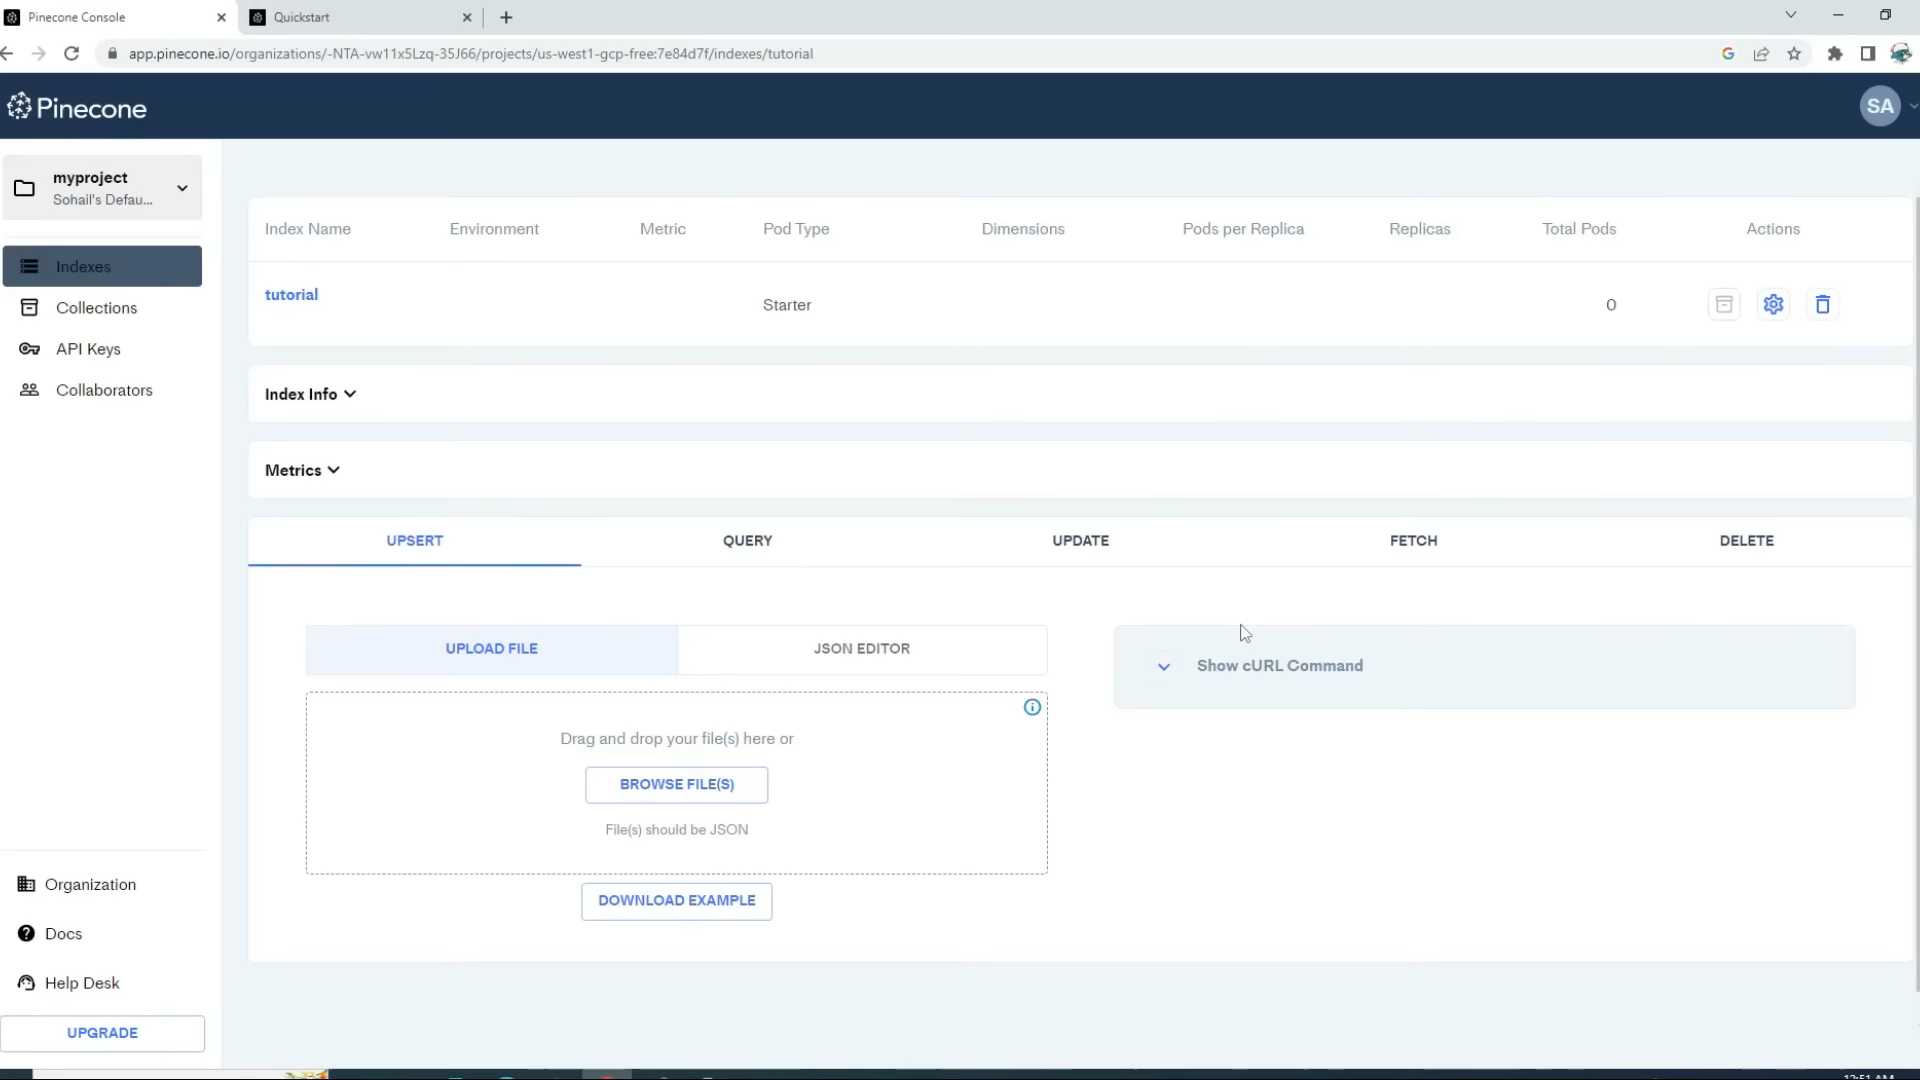 Pinecone Console
Quickstart
app.pinecone.io/organizations/-NTA-vw11x5Lzq-35J66/projects/us-west1-gcp-free:7e84d7f/indexes/tutorial
Pinecone
SA
myproject
Sohail's Defau...
Indexes
Collections
API Keys
Collaborators
Index Name Environment Metric Pod Type Dimensions Pods per Replica Replicas Total Pods Actions
tutorial Starter 0
Index Info
Metrics
UPSERT QUERY UPDATE FETCH DELETE
UPLOAD FILE JSON EDITOR
Show cURL Command
Drag and drop your file(s) here or
BROWSE FILE(S)
File(s) should be JSON
DOWNLOAD EXAMPLE
Organization
Docs
Help Desk
UPGRADE